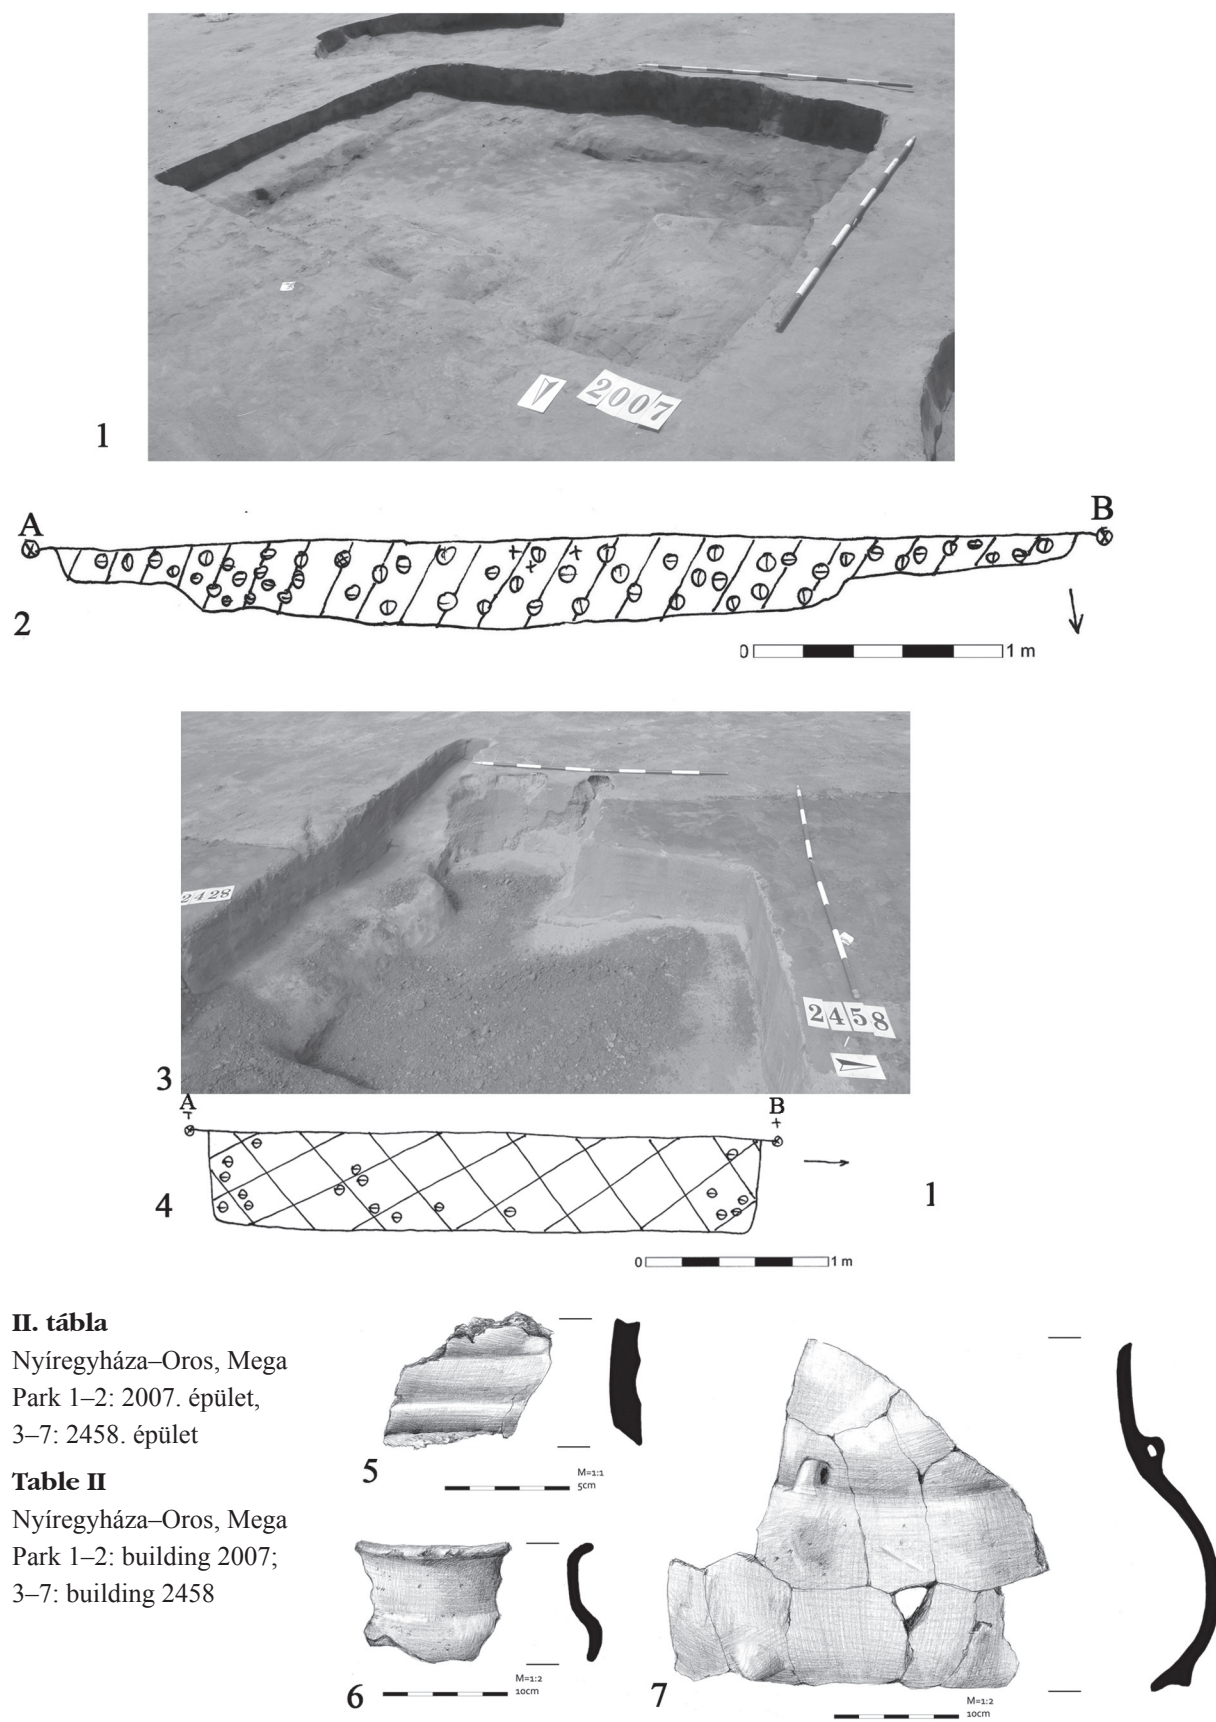 2007
1
A
B
2
0 1 m
2428
2458
3
A
B
4
1
0 1 m
II. tábla
Nyíregyháza–Oros, Mega
Park 1–2: 2007. épület,
3–7: 2458. épület
Table II
Nyíregyháza–Oros, Mega
Park 1–2: building 2007;
3–7: building 2458
5
M=1:1
5cm
6
M=1:2
10cm
7
M=1:2
10cm